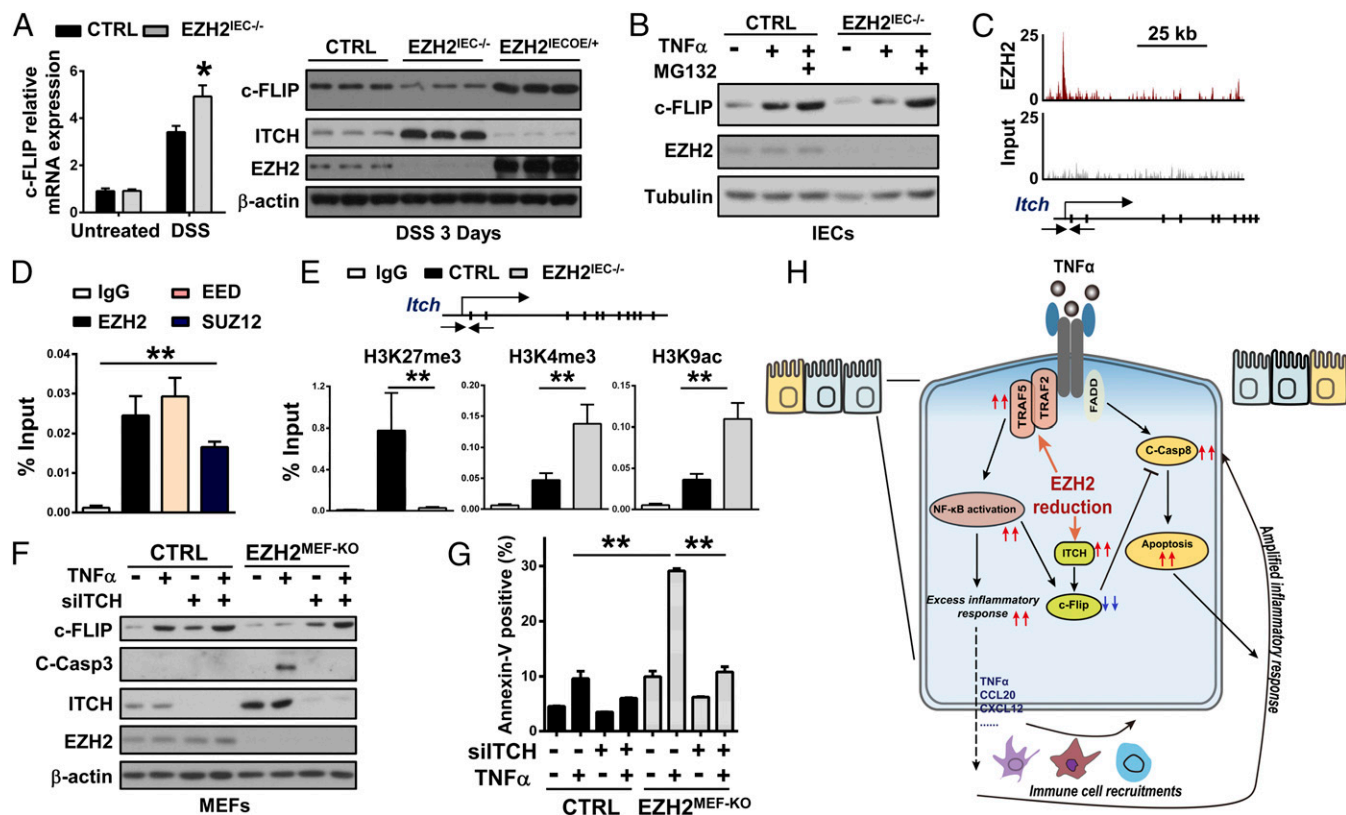 A
CTRL EZH2IEC-/-
c-FLIP relative
mRNA expression
6
4
2
0
Untreated DSS
*
CTRL EZH2IEC-/- EZH2IECOE/+
c-FLIP
ITCH
EZH2
β-actin
DSS 3 Days
B
CTRL EZH2IEC-/-
TNFα - + + - + +
MG132 + +
c-FLIP
EZH2
Tubulin
IECs
C
25 kb
EZH2
25
0
Input
25
0
Itch
D
IgG EED
EZH2 SUZ12
% Input
0.04
0.03
0.02
0.01
0.00
**
E
IgG CTRL EZH2IEC-/-
Itch
H3K27me3 H3K4me3 H3K9ac
% Input
1.2
0.8
0.4
0.0
**
0.20
0.15
0.10
0.05
0.00
**
0.15
0.10
0.05
0.00
**
F
CTRL EZH2MEF-KO
TNFα - + - + - + - +
siITCH - - + + - - + +
c-FLIP
C-Casp3
ITCH
EZH2
β-actin
MEFs
G
Annexin-V positive (%)
30
20
10
0
** **
siITCH - - + + - - + +
TNFα - + - + - + - +
CTRL EZH2MEF-KO
H
TNFα
TRAF5
TRAF2
FADD
C-Casp8
EZH2
reduction
NF-κB activation
ITCH
Apoptosis
Excess inflammatory
response
c-Flip
TNFα
CCL20
CXCL12
......
Immune cell recruitments
Amplified inflammatory response